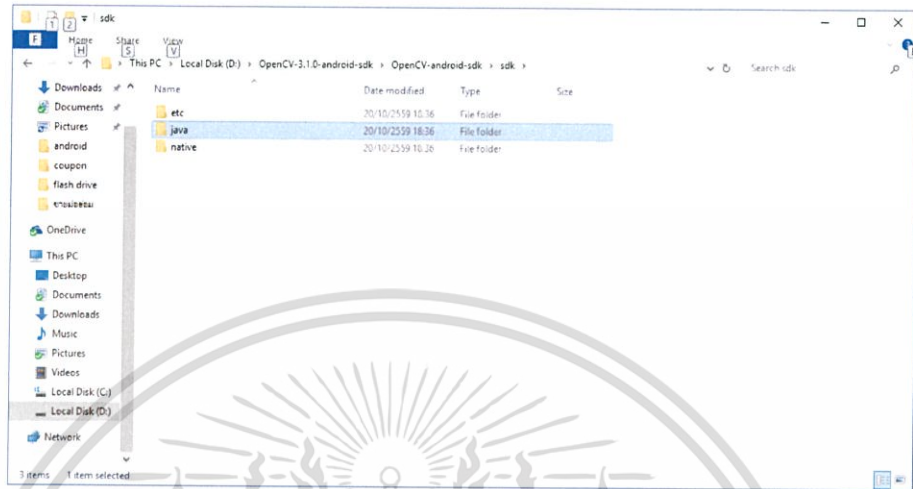 1 2 sdk
F Home Share View
H S V
This PC › Local Disk (D:) › OpenCV-3.1.0-android-sdk › OpenCV-android-sdk › sdk ›
Search sdk
Downloads
Documents
Pictures
android
coupon
flash drive
OneDrive
This PC
Desktop
Documents
Downloads
Music
Pictures
Videos
Local Disk (C:)
Local Disk (D:)
Network
Name Date modified Type Size
etc 20/10/2559 18:36 File folder
java 20/10/2559 18:36 File folder
native 20/10/2559 18:36 File folder
3 items 1 item selected